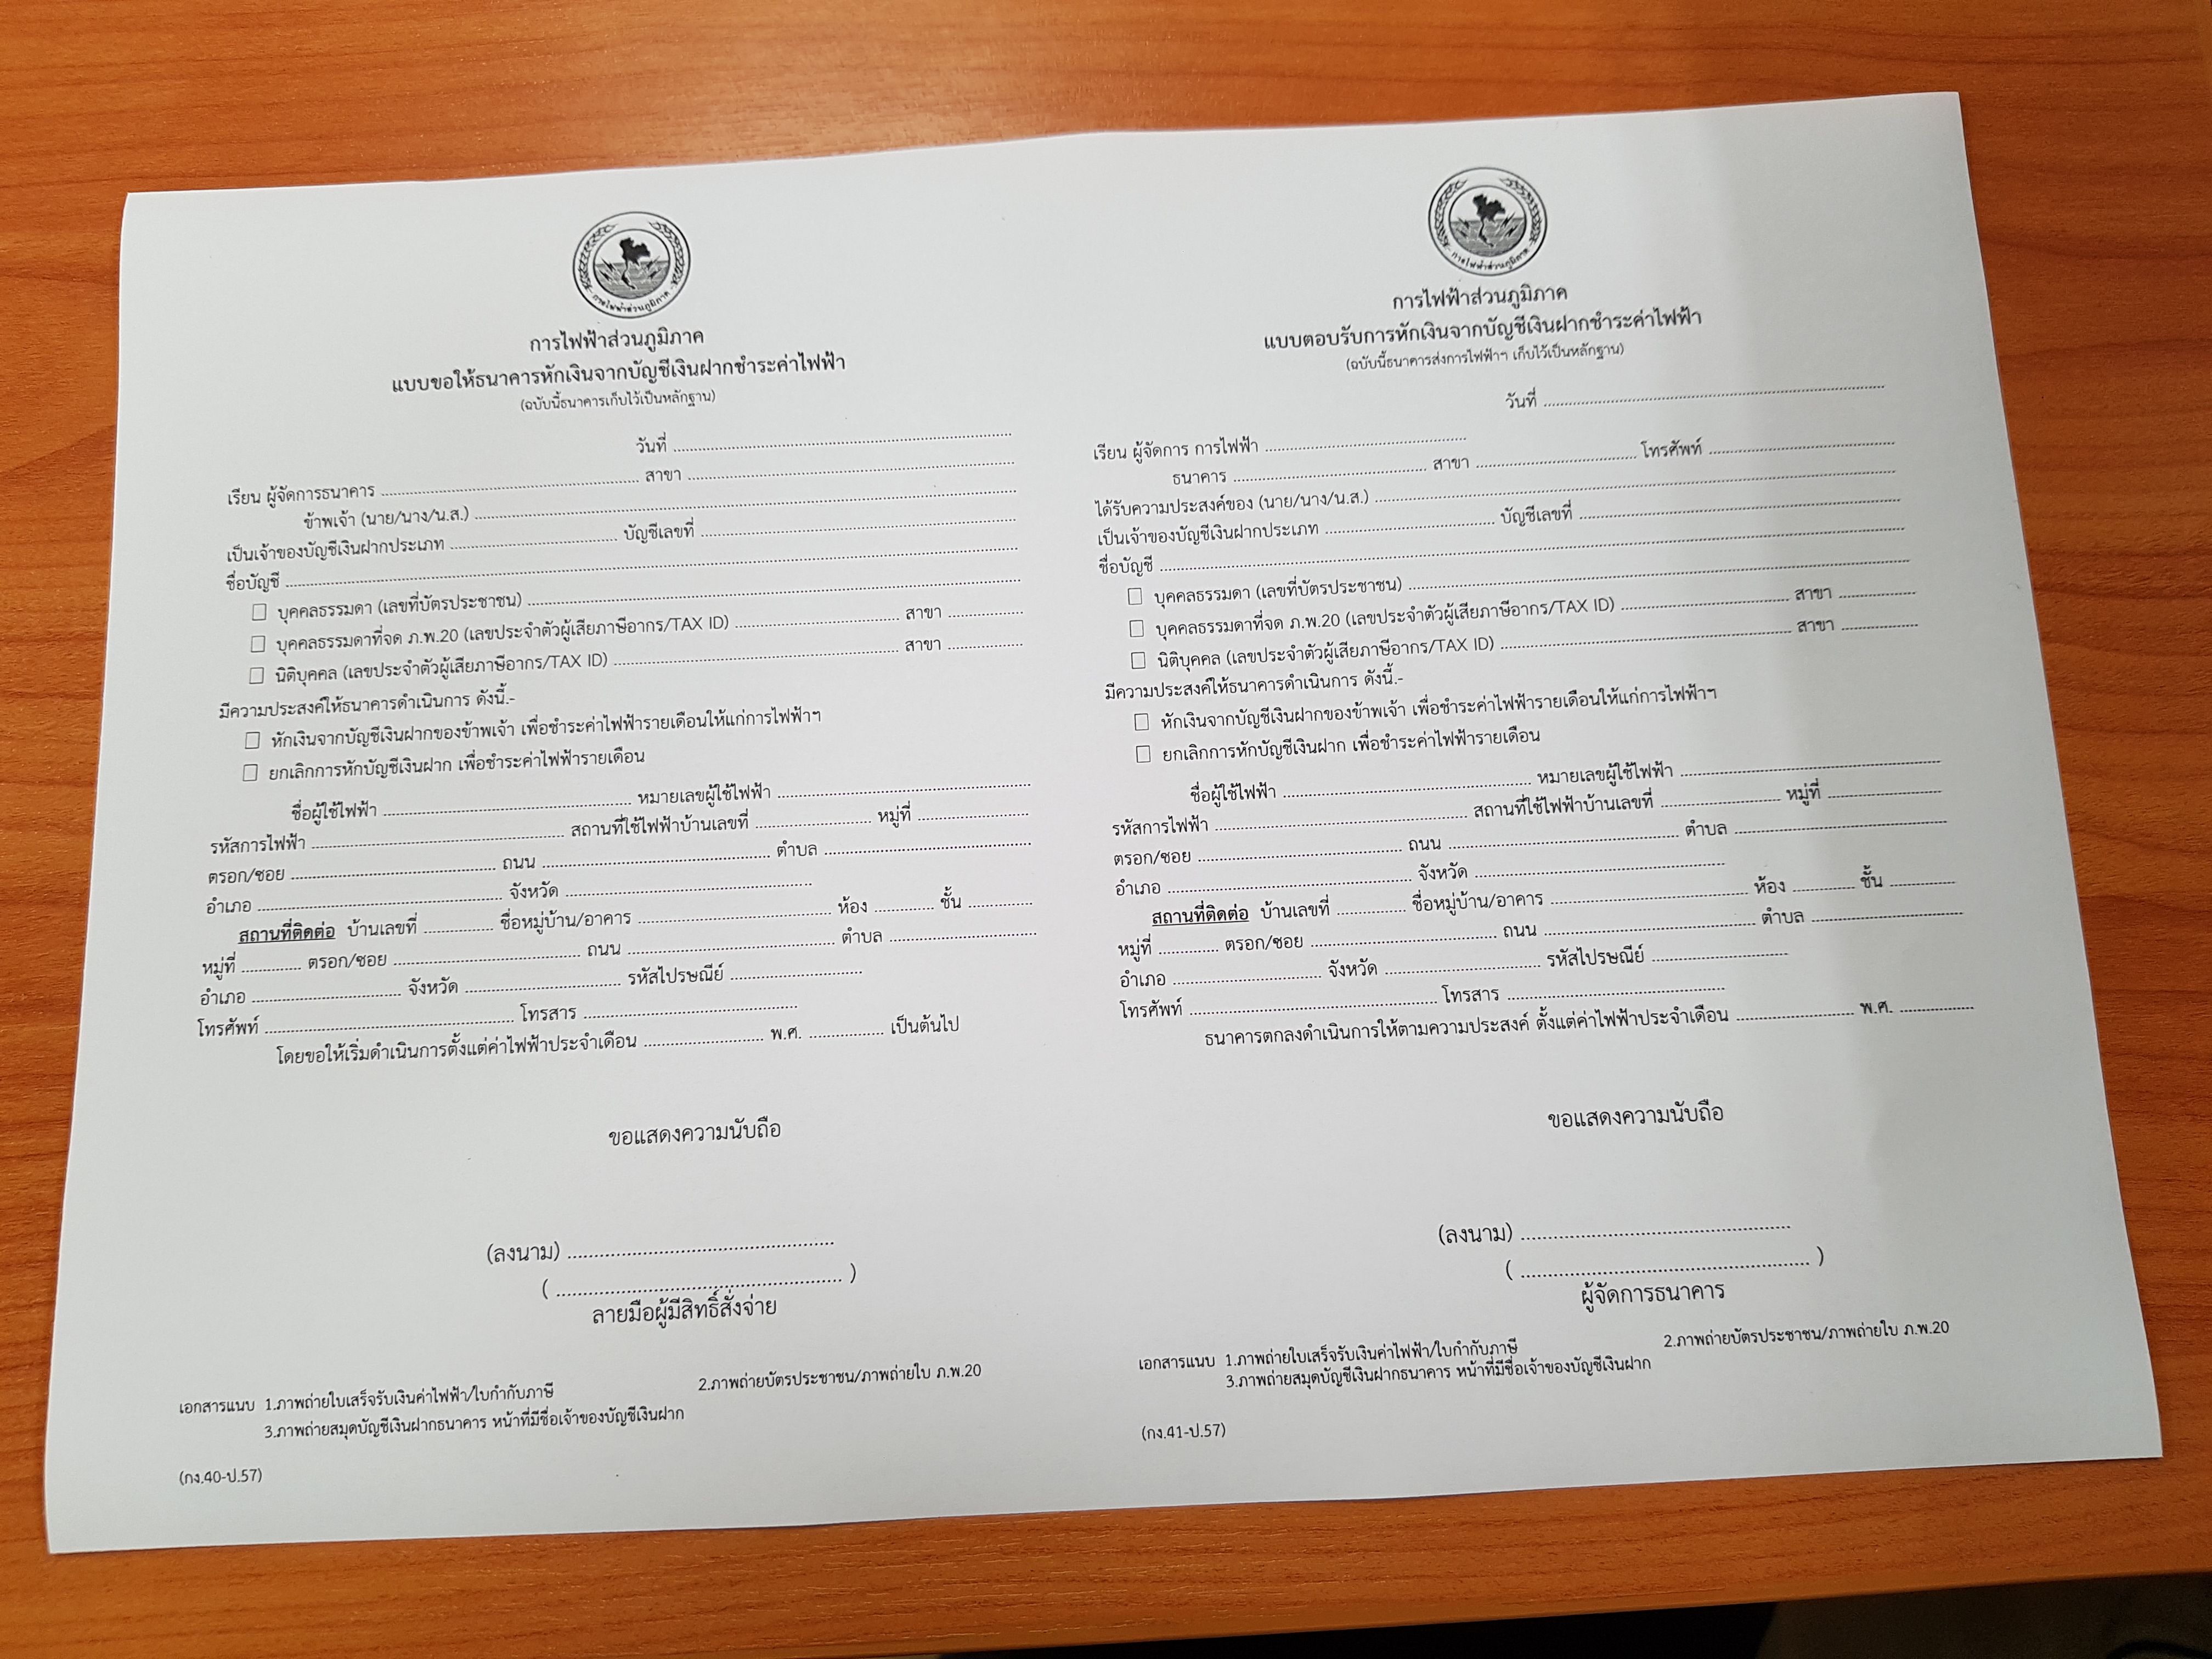 การไฟฟ้าส่วนภูมิภาค
แบบขอให้ธนาคารหักเงินจากบัญชีเงินฝากชำระค่าไฟฟ้า
(ฉบับนี้ธนาคารเก็บไว้เป็นหลักฐาน)
วันที่
เรียน ผู้จัดการธนาคาร สาขา
ข้าพเจ้า (นาย/นาง/น.ส.)
เป็นเจ้าของบัญชีเงินฝากประเภท บัญชีเลขที่
ชื่อบัญชี
☐ บุคคลธรรมดา (เลขที่บัตรประชาชน)
☐ บุคคลธรรมดาที่จด ภ.พ.20 (เลขประจำตัวผู้เสียภาษีอากร/TAX ID) สาขา
☐ นิติบุคคล (เลขประจำตัวผู้เสียภาษีอากร/TAX ID) สาขา
มีความประสงค์ให้ธนาคารดำเนินการ ดังนี้.-
☐ หักเงินจากบัญชีเงินฝากของข้าพเจ้า เพื่อชำระค่าไฟฟ้ารายเดือนให้แก่การไฟฟ้าฯ
☐ ยกเลิกการหักบัญชีเงินฝาก เพื่อชำระค่าไฟฟ้ารายเดือน
ชื่อผู้ใช้ไฟฟ้า หมายเลขผู้ใช้ไฟฟ้า
รหัสการไฟฟ้า สถานที่ใช้ไฟฟ้าบ้านเลขที่ หมู่ที่
ตรอก/ซอย ถนน ตำบล
อำเภอ จังหวัด
สถานที่ติดต่อ บ้านเลขที่ ชื่อหมู่บ้าน/อาคาร ห้อง ชั้น
หมู่ที่ ตรอก/ซอย ถนน ตำบล
อำเภอ จังหวัด รหัสไปรษณีย์
โทรศัพท์ โทรสาร
โดยขอให้เริ่มดำเนินการตั้งแต่ค่าไฟฟ้าประจำเดือน พ.ศ. เป็นต้นไป
ขอแสดงความนับถือ
(ลงนาม)
( )
ลายมือผู้มีสิทธิ์สั่งจ่าย
เอกสารแนบ 1.ภาพถ่ายใบเสร็จรับเงินค่าไฟฟ้า/ใบกำกับภาษี 2.ภาพถ่ายบัตรประชาชน/ภาพถ่ายใบ ภ.พ.20
3.ภาพถ่ายสมุดบัญชีเงินฝากธนาคาร หน้าที่มีชื่อเจ้าของบัญชีเงินฝาก
(กง.40-ป.57)
การไฟฟ้าส่วนภูมิภาค
แบบตอบรับการหักเงินจากบัญชีเงินฝากชำระค่าไฟฟ้า
(ฉบับนี้ธนาคารส่งการไฟฟ้าฯ เก็บไว้เป็นหลักฐาน)
วันที่
เรียน ผู้จัดการ การไฟฟ้า
ธนาคาร สาขา โทรศัพท์
ได้รับความประสงค์ของ (นาย/นาง/น.ส.)
เป็นเจ้าของบัญชีเงินฝากประเภท บัญชีเลขที่
ชื่อบัญชี
☐ บุคคลธรรมดา (เลขที่บัตรประชาชน)
☐ บุคคลธรรมดาที่จด ภ.พ.20 (เลขประจำตัวผู้เสียภาษีอากร/TAX ID) สาขา
☐ นิติบุคคล (เลขประจำตัวผู้เสียภาษีอากร/TAX ID) สาขา
มีความประสงค์ให้ธนาคารดำเนินการ ดังนี้.-
☐ หักเงินจากบัญชีเงินฝากของข้าพเจ้า เพื่อชำระค่าไฟฟ้ารายเดือนให้แก่การไฟฟ้าฯ
☐ ยกเลิกการหักบัญชีเงินฝาก เพื่อชำระค่าไฟฟ้ารายเดือน
ชื่อผู้ใช้ไฟฟ้า หมายเลขผู้ใช้ไฟฟ้า
รหัสการไฟฟ้า สถานที่ใช้ไฟฟ้าบ้านเลขที่ หมู่ที่
ตรอก/ซอย ถนน ตำบล
อำเภอ จังหวัด
สถานที่ติดต่อ บ้านเลขที่ ชื่อหมู่บ้าน/อาคาร ห้อง ชั้น
หมู่ที่ ตรอก/ซอย ถนน ตำบล
อำเภอ จังหวัด รหัสไปรษณีย์
โทรศัพท์ โทรสาร
ธนาคารตกลงดำเนินการให้ตามความประสงค์ ตั้งแต่ค่าไฟฟ้าประจำเดือน พ.ศ.
ขอแสดงความนับถือ
(ลงนาม)
( )
ผู้จัดการธนาคาร
เอกสารแนบ 1.ภาพถ่ายใบเสร็จรับเงินค่าไฟฟ้า/ใบกำกับภาษี 2.ภาพถ่ายบัตรประชาชน/ภาพถ่ายใบ ภ.พ.20
3.ภาพถ่ายสมุดบัญชีเงินฝากธนาคาร หน้าที่มีชื่อเจ้าของบัญชีเงินฝาก
(กง.41-ป.57)